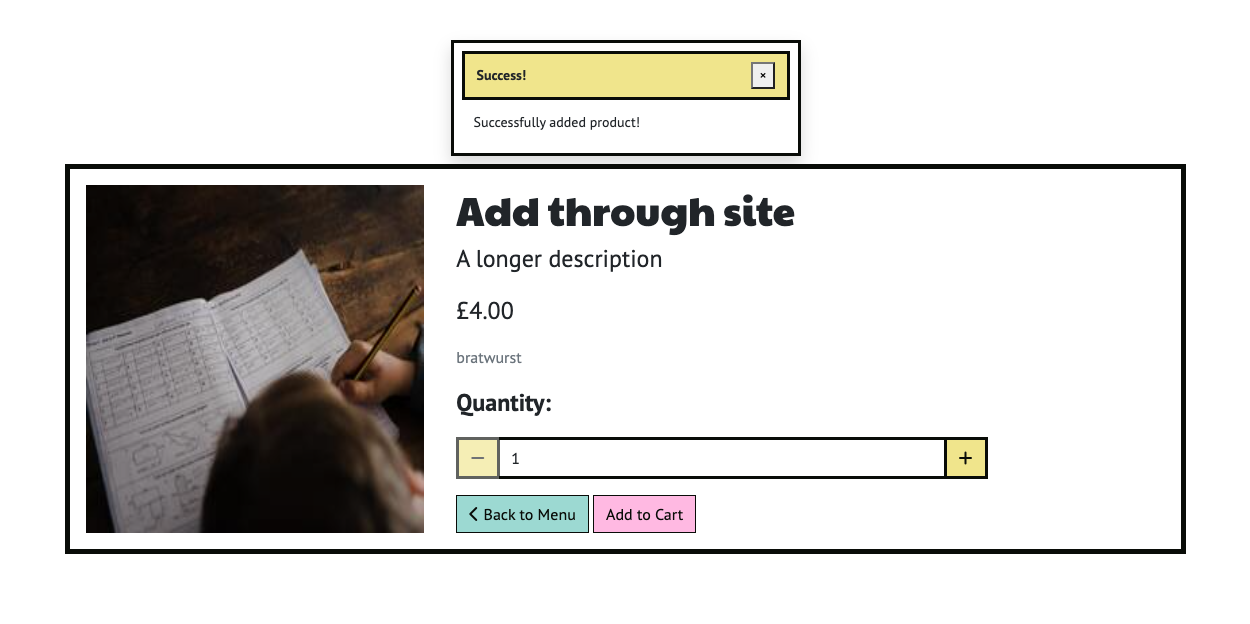 Success!
×
Successfully added product!
Add through site
A longer description
£4.00
bratwurst
Quantity:
− 1 +
Back to Menu
Add to Cart